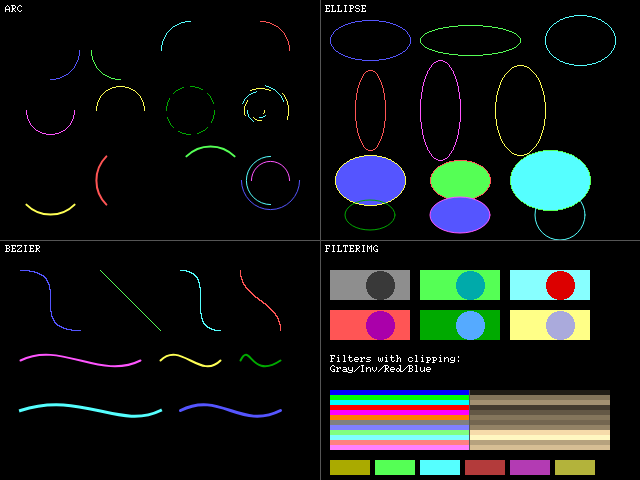 ARC
ELLIPSE
BEZIER
FILTERIMG
Filters with clipping:
Gray/Inv/Red/Blue